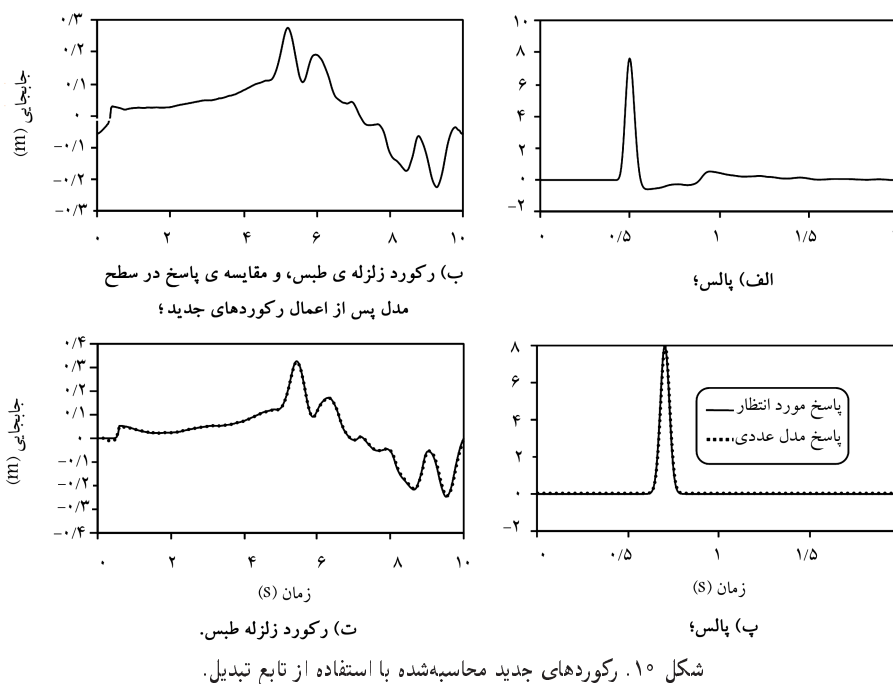 جابجایی (m)
۰/۳
۰/۲
۰/۱
۰
-۰/۱
-۰/۲
-۰/۳
۰ ۲ ۴ ۶ ۸ ۱۰
ب) رکورد زلزله ی طبس، و مقایسه ی پاسخ در سطح
مدل پس از اعمال رکوردهای جدید؛
۱۰
۸
۶
۴
۲
۰
-۲
۰ ۰/۵ ۱ ۱/۵
الف) پالس؛
جابجایی (m)
۰/۴
۰/۳
۰/۲
۰/۱
۰
-۰/۱
-۰/۲
-۰/۳
-۰/۴
۰ ۲ ۴ ۶ ۸ ۱۰
زمان (s)
ت) رکورد زلزله طبس.
۸
۶
۴
۲
۰
-۲
پاسخ مورد انتظار
پاسخ مدل عددی
۰ ۰/۵ ۱ ۱/۵
زمان (s)
پ) پالس؛
شکل ۱۰. رکوردهای جدید محاسبه‌شده با استفاده از تابع تبدیل.